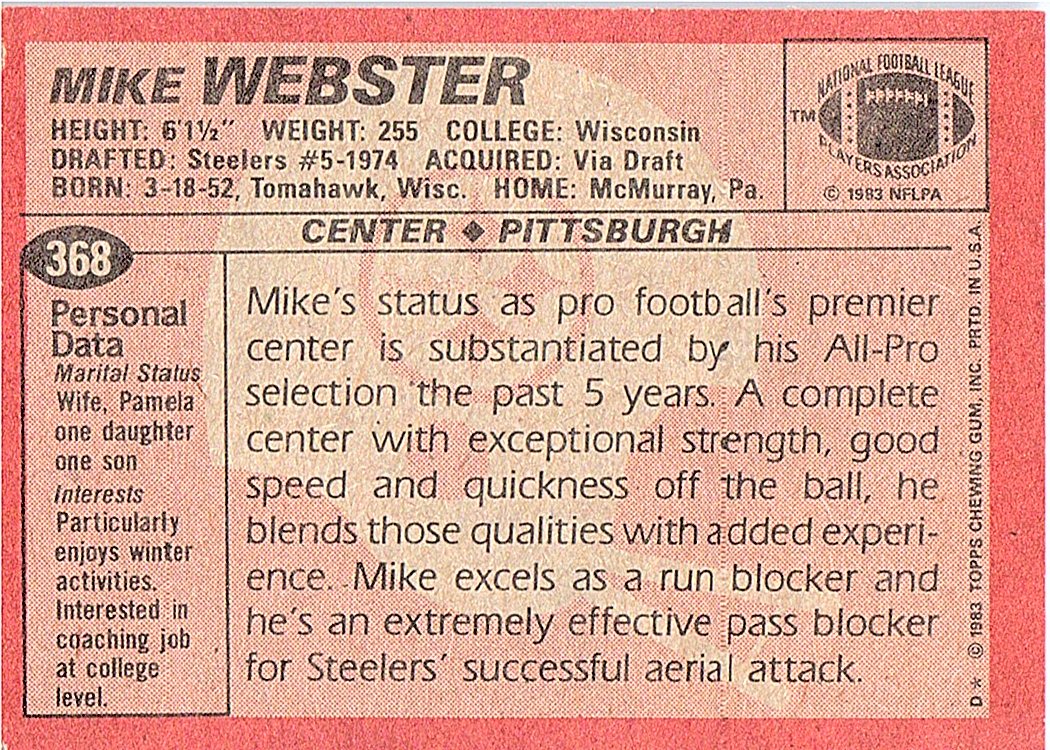 MIKE WEBSTER
HEIGHT: 6'1½" WEIGHT: 255 COLLEGE: Wisconsin
DRAFTED: Steelers #5-1974 ACQUIRED: Via Draft
BORN: 3-18-52, Tomahawk, Wisc. HOME: McMurray, Pa.
TM
NATIONAL FOOTBALL LEAGUE
PLAYERS ASSOCIATION
© 1983 NFLPA
CENTER ◆ PITTSBURGH
368
Personal
Data
Marital Status
Wife, Pamela
one daughter
one son
Interests
Particularly
enjoys winter
activities.
Interested in
coaching job
at college
level.
Mike's status as pro football's premier
center is substantiated by his All-Pro
selection the past 5 years. A complete
center with exceptional strength, good
speed and quickness off the ball, he
blends those qualities with added experi-
ence. Mike excels as a run blocker and
he's an extremely effective pass blocker
for Steelers' successful aerial attack.
D* © 1983 TOPPS CHEWING GUM, INC. PRTD. IN U.S.A.